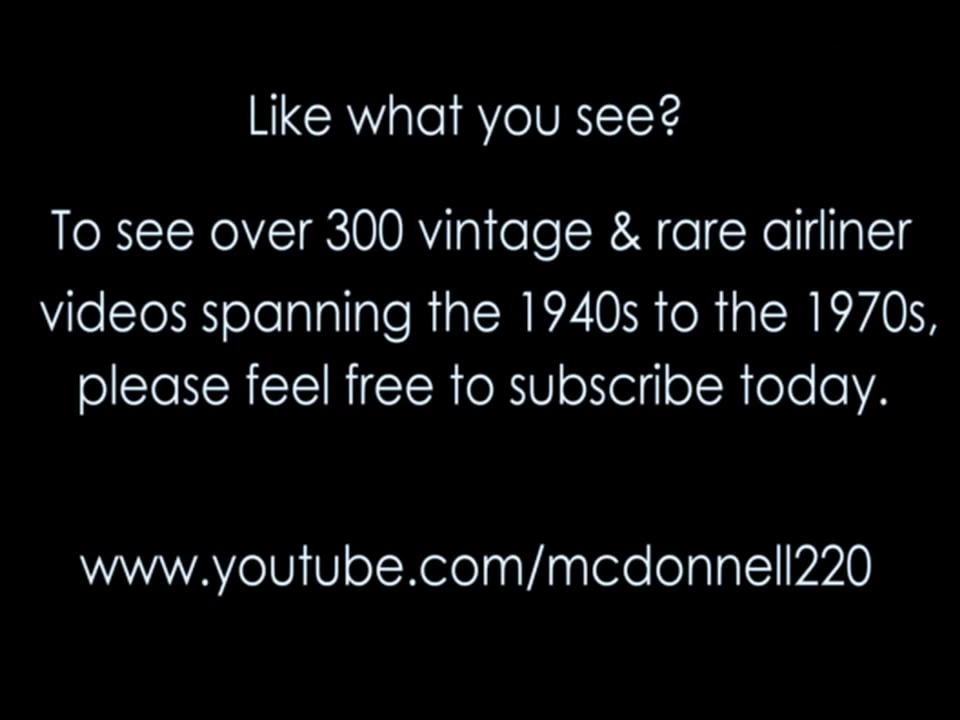 Like what you see?
To see over 300 vintage & rare airliner
videos spanning the 1940s to the 1970s,
please feel free to subscribe today.
www.youtube.com/mcdonnell220